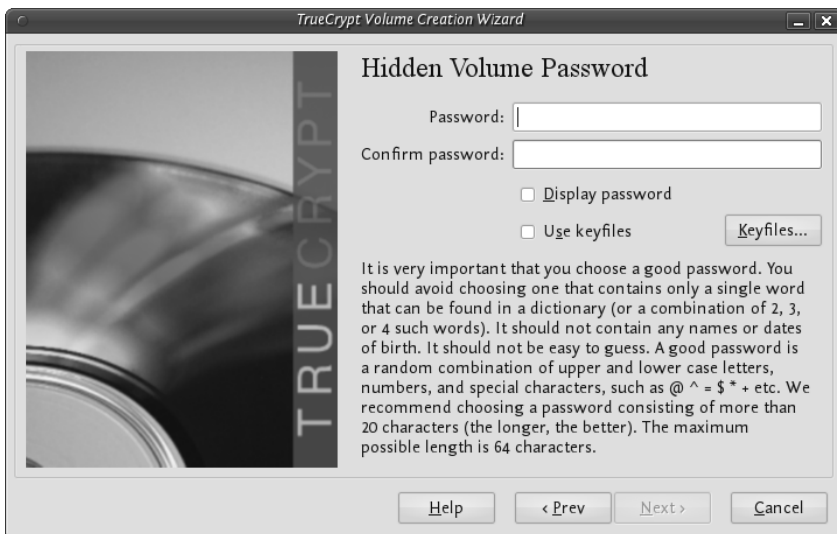 TrueCrypt Volume Creation Wizard
TRUECRYPT
Hidden Volume Password
Password:
Confirm password:
Display password
Use keyfiles
Keyfiles...
It is very important that you choose a good password. You
should avoid choosing one that contains only a single word
that can be found in a dictionary (or a combination of 2, 3,
or 4 such words). It should not contain any names or dates
of birth. It should not be easy to guess. A good password is
a random combination of upper and lower case letters,
numbers, and special characters, such as @ ^ = $ * + etc. We
recommend choosing a password consisting of more than
20 characters (the longer, the better). The maximum
possible length is 64 characters.
Help
< Prev
Next >
Cancel